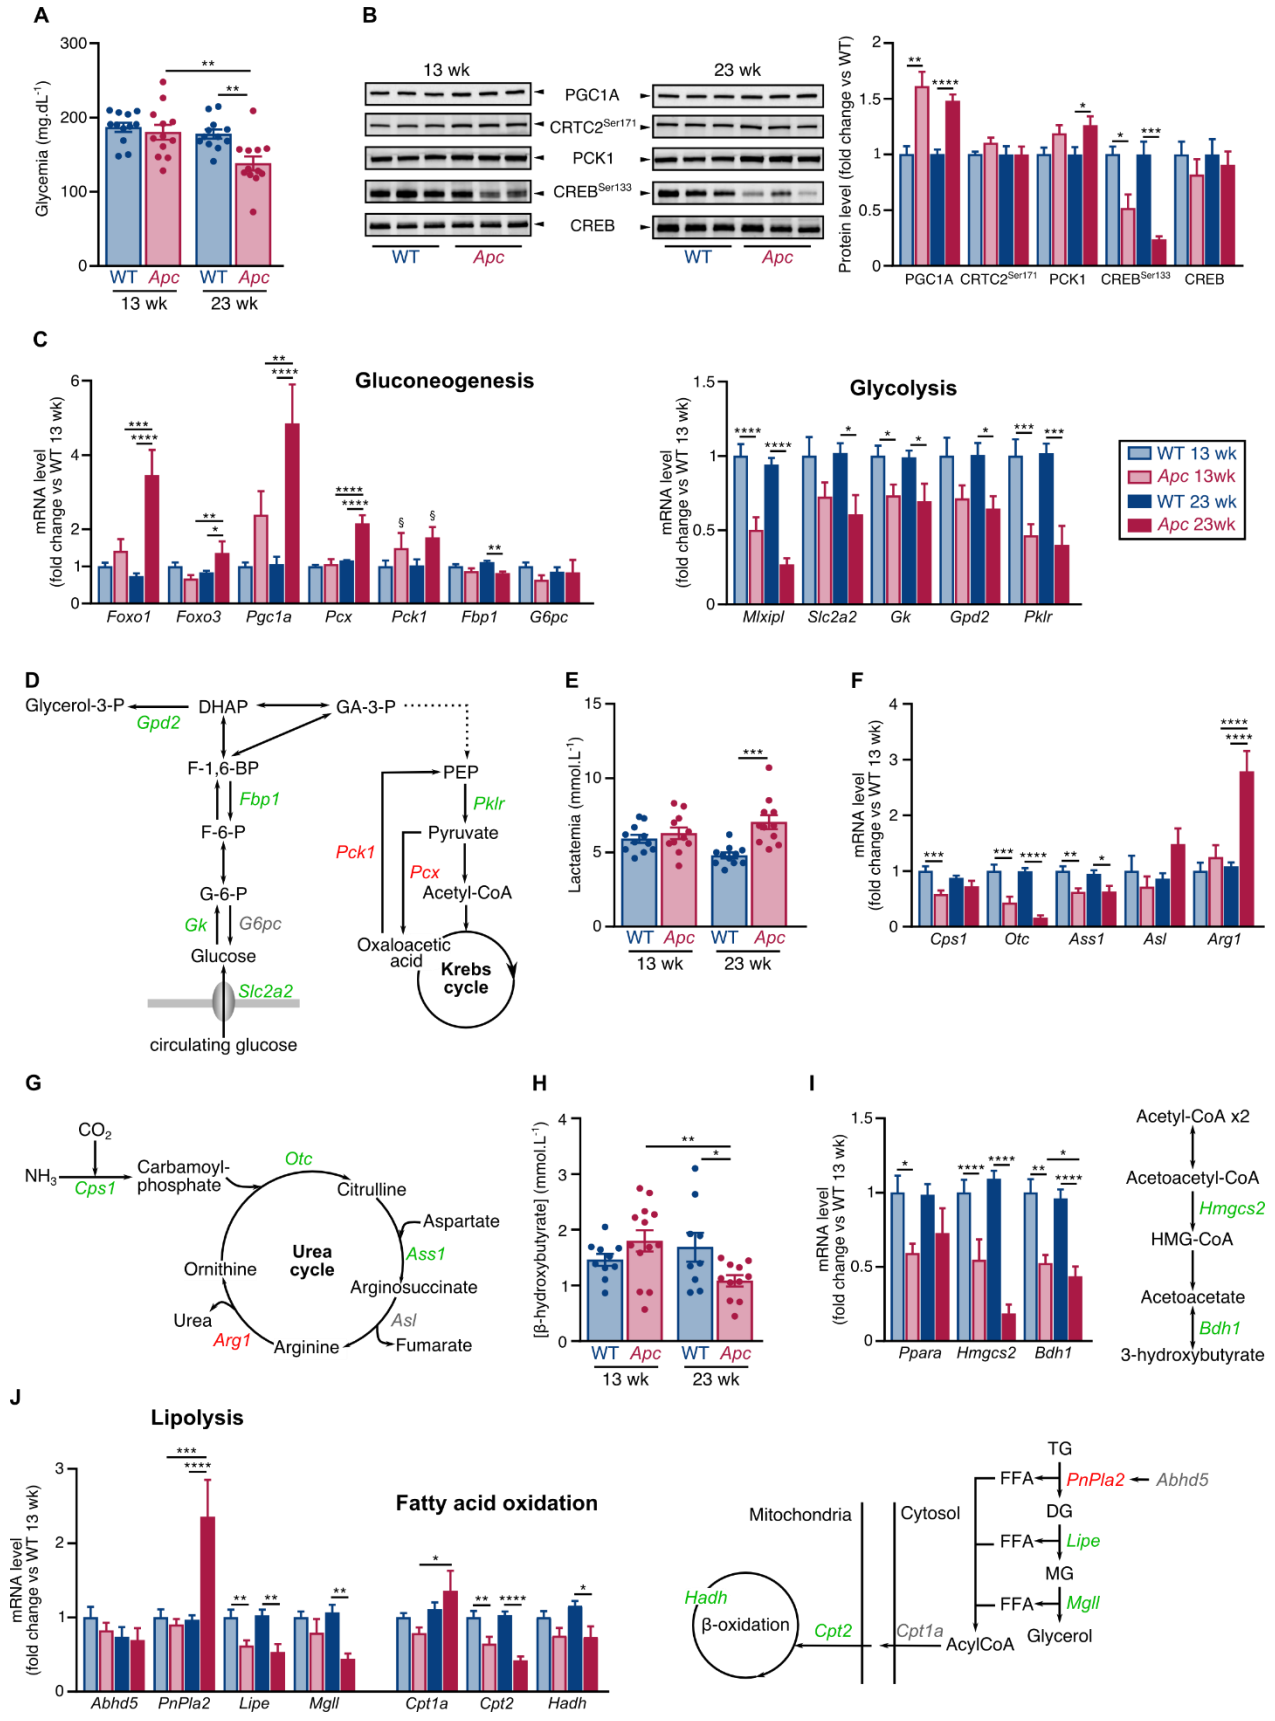 A
Glycemia (mg.dL-1)
300
200
100
0
**
**
WT Apc WT Apc
13 wk 23 wk
B
13 wk 23 wk
PGC1A
CRTC2Ser171
PCK1
CREBSer133
CREB
WT Apc WT Apc
Protein level (fold change vs WT)
2
1.5
1
0.5
0
** **** * * ***
PGC1A CRTC2Ser171 PCK1 CREBSer133 CREB
C
Gluconeogenesis
mRNA level
(fold change vs WT 13 wk)
6
4
2
1
0
*** **** ** * ** **** **** **** § § **
Foxo1 Foxo3 Pgc1a Pcx Pck1 Fbp1 G6pc
Glycolysis
mRNA level
(fold change vs WT 13 wk)
1.5
1
0.5
0
**** **** * * * * *** ***
Mlxipl Slc2a2 Gk Gpd2 Pklr
WT 13 wk
Apc 13wk
WT 23 wk
Apc 23wk
D
Glycerol-3-P
Gpd2
DHAP
GA-3-P
F-1,6-BP
Fbp1
F-6-P
G-6-P
Gk
G6pc
Glucose
Slc2a2
circulating glucose
PEP
Pklr
Pyruvate
Pck1
Pcx
Acetyl-CoA
Oxaloacetic
acid
Krebs
cycle
E
Lactatemia (mmol.L-1)
15
10
5
0
***
WT Apc WT Apc
13 wk 23 wk
F
mRNA level
(fold change vs WT 13 wk)
4
3
2
1
0
*** *** **** ** * **** ****
Cps1 Otc Ass1 Asl Arg1
G
CO2
NH3
Cps1
Carbamoyl-
phosphate
Otc
Citrulline
Aspartate
Ass1
Arginosuccinate
Asl
Fumarate
Arginine
Arg1
Urea
Ornithine
Urea
cycle
H
[β-hydroxybutyrate] (mmol.L-1)
4
3
2
1
0
**
*
WT Apc WT Apc
13 wk 23 wk
I
mRNA level
(fold change vs WT 13 wk)
1.5
1
0.5
0
* **** **** ** * ****
Ppara Hmgcs2 Bdh1
Acetyl-CoA x2
Acetoacetyl-CoA
Hmgcs2
HMG-CoA
Acetoacetate
Bdh1
3-hydroxybutyrate
J
Lipolysis
Fatty acid oxidation
mRNA level
(fold change vs WT 13 wk)
3
2
1
0
*** **** ** ** ** * ** **** *
Abhd5 PnPla2 Lipe Mgll Cpt1a Cpt2 Hadh
Mitochondria Cytosol
Hadh
β-oxidation
Cpt2
Cpt1a
AcylCoA
TG
FFA
PnPla2
Abhd5
DG
FFA
Lipe
MG
FFA
Mgll
Glycerol